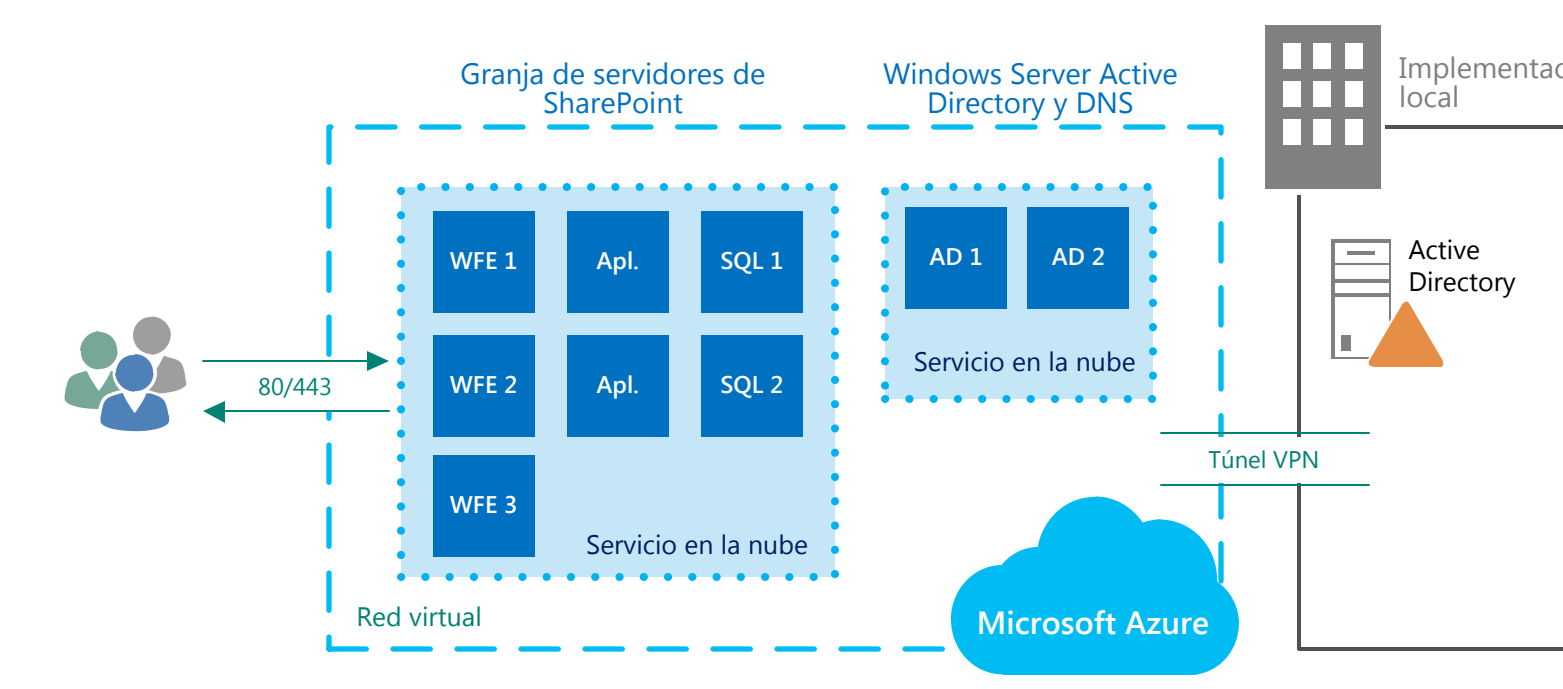 Granja de servidores de
SharePoint
Windows Server Active
Directory y DNS
Implementac
local
WFE 1
Apl.
SQL 1
AD 1
AD 2
Active
Directory
Servicio en la nube
80/443
WFE 2
Apl.
SQL 2
Túnel VPN
WFE 3
Servicio en la nube
Red virtual
Microsoft Azure